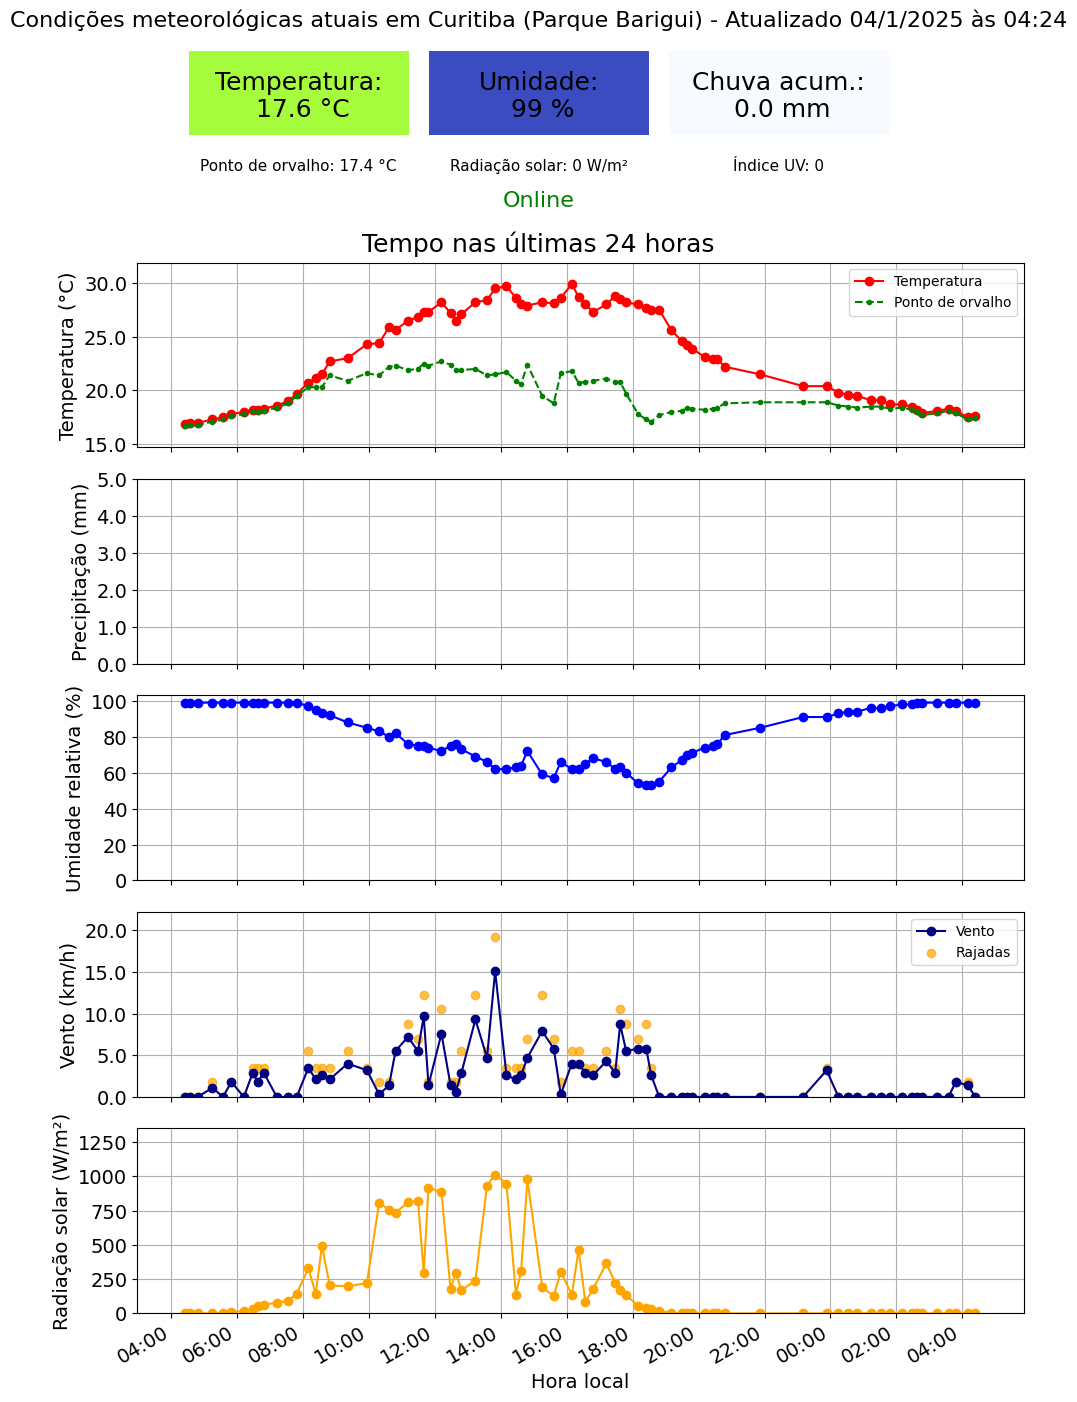 Condições meteorológicas atuais em Curitiba (Parque Barigui) - Atualizado 04/1/2025 às 04:24
Temperatura:
17.6 °C
Umidade:
99 %
Chuva acum.:
0.0 mm
Ponto de orvalho: 17.4 °C
Radiação solar: 0 W/m²
Índice UV: 0
Online
Tempo nas últimas 24 horas
Temperatura (°C)
30.0
25.0
20.0
15.0
Temperatura
Ponto de orvalho
Precipitação (mm)
5.0
4.0
3.0
2.0
1.0
0.0
Umidade relativa (%)
100
80
60
40
20
0
Vento (km/h)
20.0
15.0
10.0
5.0
0.0
Vento
Rajadas
Radiação solar (W/m²)
1250
1000
750
500
250
0
04:00
06:00
08:00
10:00
12:00
14:00
16:00
18:00
20:00
22:00
00:00
02:00
04:00
Hora local